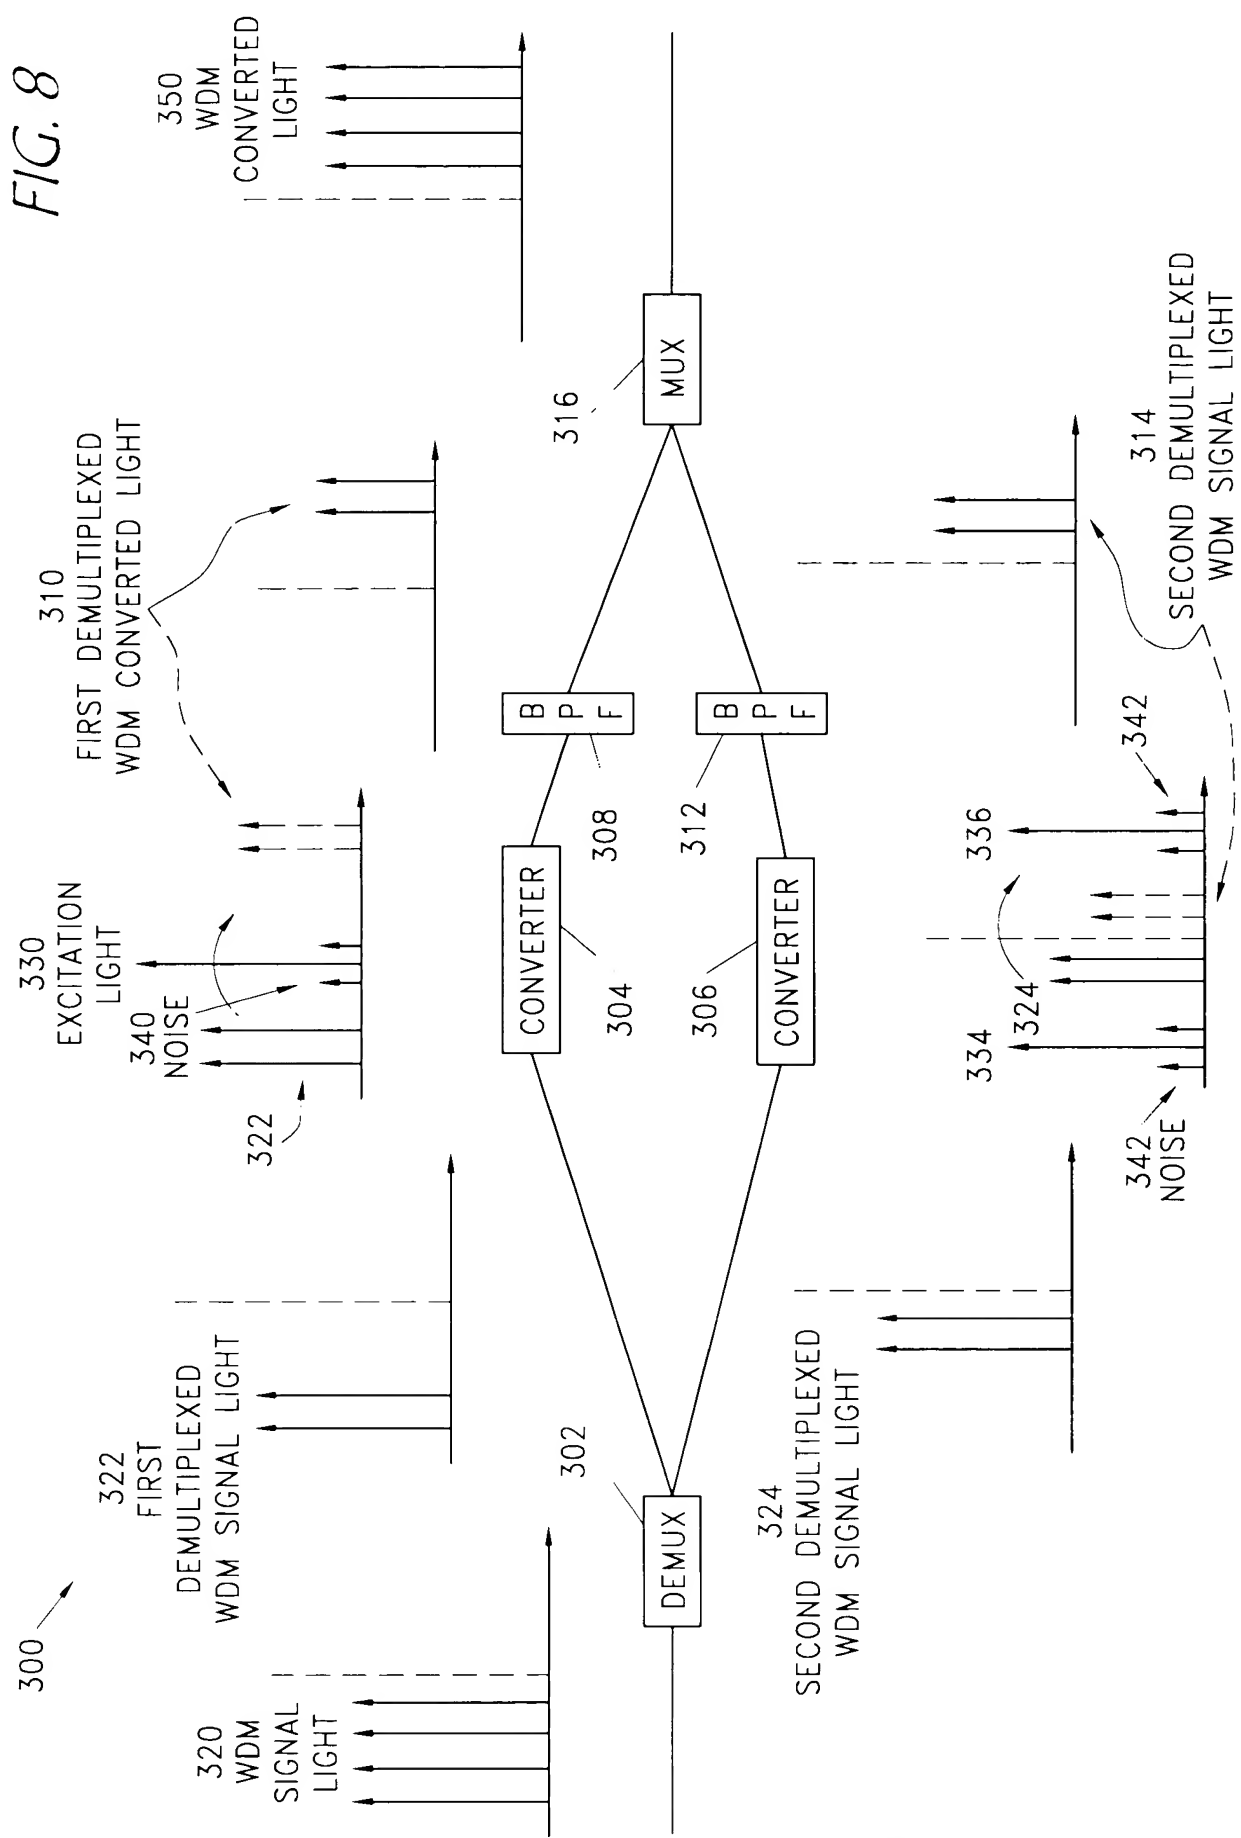 FIG. 8
300
320
WDM
SIGNAL
LIGHT
322
FIRST
DEMULTIPLEXED
WDM SIGNAL LIGHT
322
330
EXCITATION
LIGHT
340
NOISE
310
FIRST DEMULTIPLEXED
WDM CONVERTED LIGHT
350
WDM
CONVERTED
LIGHT
DEMUX
302
CONVERTER
304
BPF
308
CONVERTER
306
BPF
312
MUX
316
324
SECOND DEMULTIPLEXED
WDM SIGNAL LIGHT
334
324
336
342
NOISE
342
314
SECOND DEMULTIPLEXED
WDM SIGNAL LIGHT